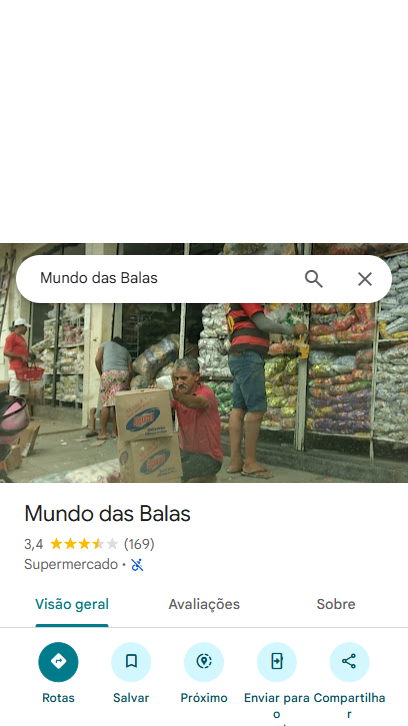 Mundo das Balas
Mundo das Balas
3,4 (169)
Supermercado ·
Visão geral
Avaliações
Sobre
Rotas
Salvar
Próximo
Enviar para
o
Compartilha
r